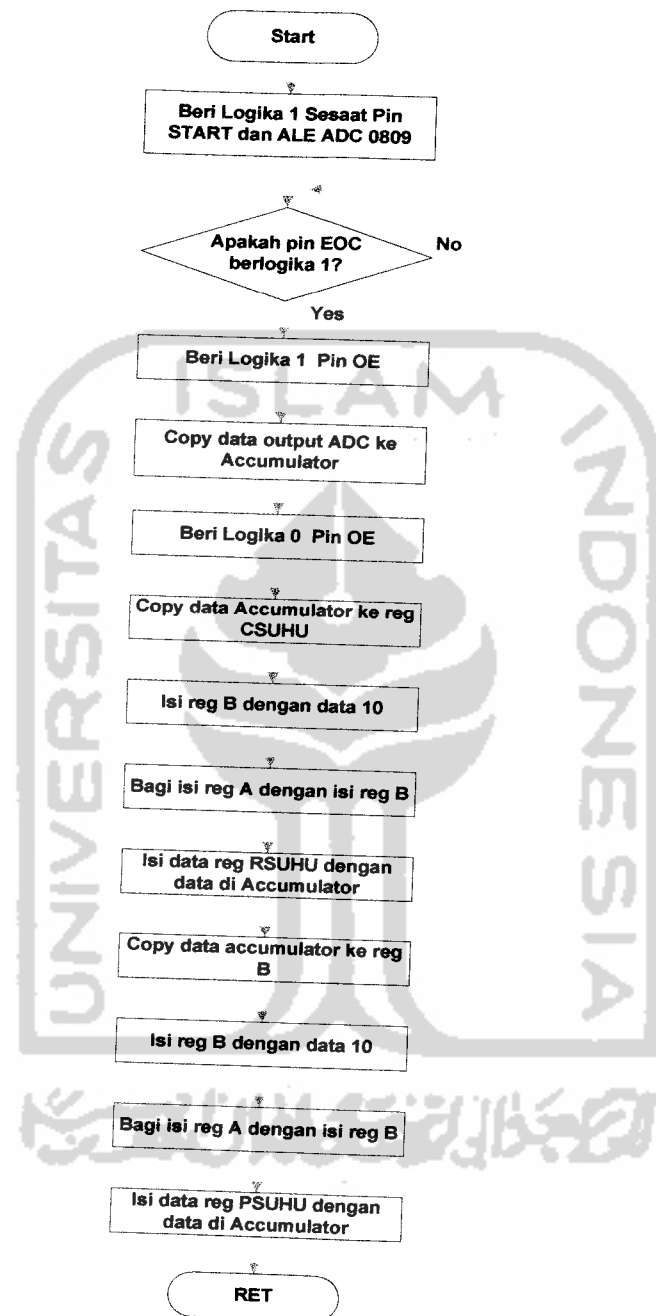 Start
Beri Logika 1 Sesaat Pin
START dan ALE ADC 0809
Apakah pin EOC
berlogika 1?
No
Yes
Beri Logika 1 Pin OE
Copy data output ADC ke
Accumulator
Beri Logika 0 Pin OE
Copy data Accumulator ke reg
CSUHU
Isi reg B dengan data 10
Bagi isi reg A dengan isi reg B
Isi data reg RSUHU dengan
data di Accumulator
Copy data accumulator ke reg
B
Isi reg B dengan data 10
Bagi isi reg A dengan isi reg B
Isi data reg PSUHU dengan
data di Accumulator
RET
UNIVERSITAS
ISLAM
INDONESIA